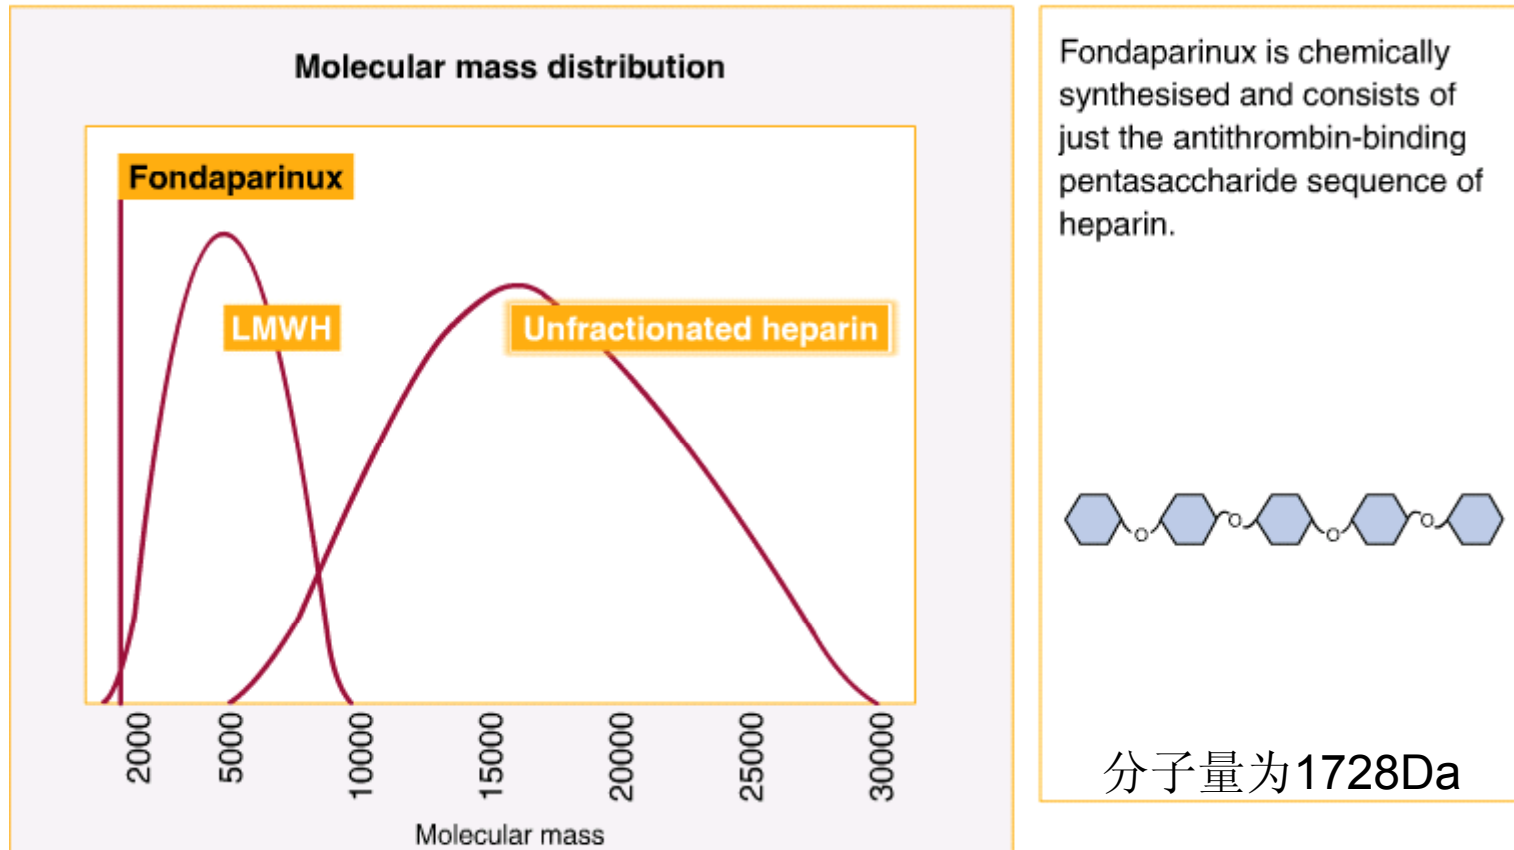 Molecular mass distribution
Fondaparinux
LMWH
Unfractionated heparin
2000
5000
10000
15000
20000
25000
30000
Molecular mass
Fondaparinux is chemically
synthesised and consists of
just the antithrombin-binding
pentasaccharide sequence of
heparin.
O
O
O
O
分子量为1728Da